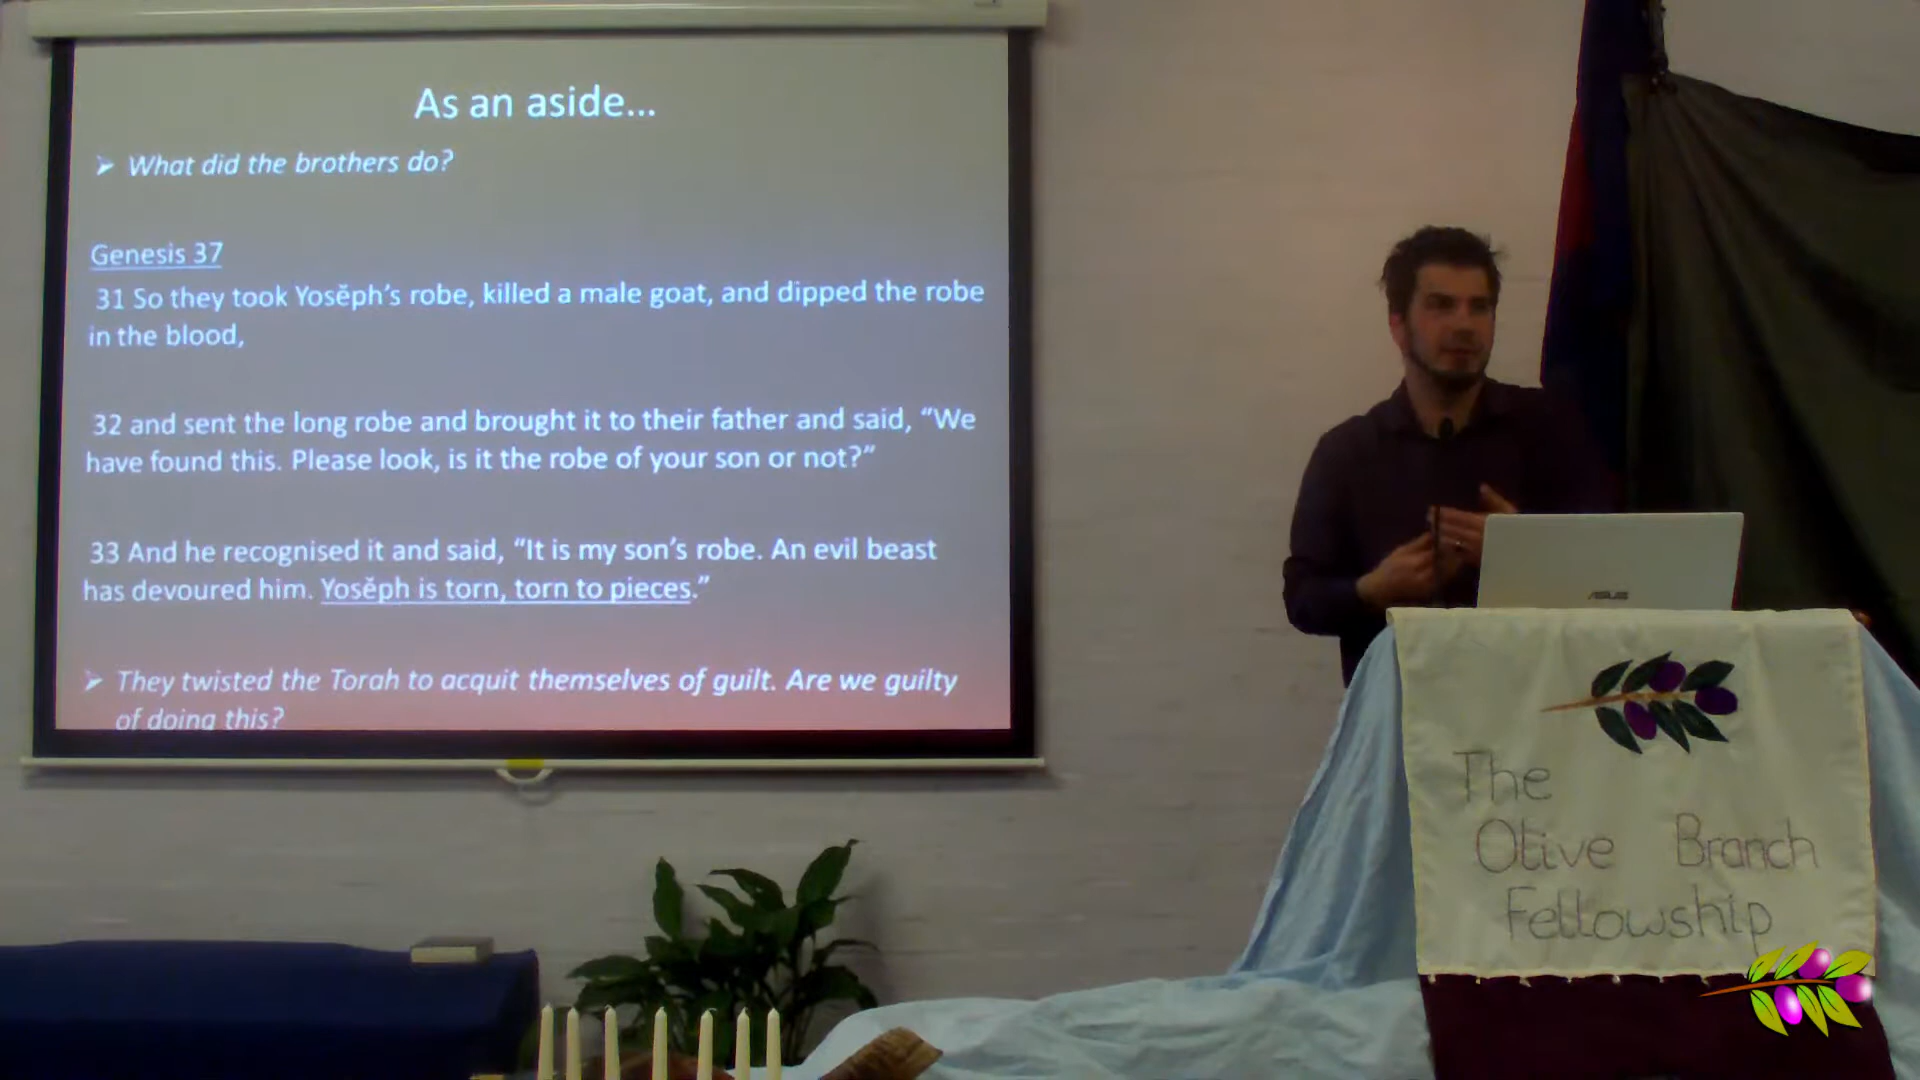 As an aside...
➢ What did the brothers do?
Genesis 37
31 So they took Yosĕph’s robe, killed a male goat, and dipped the robe
in the blood,
32 and sent the long robe and brought it to their father and said, “We
have found this. Please look, is it the robe of your son or not?”
33 And he recognised it and said, “It is my son’s robe. An evil beast
has devoured him. Yosĕph is torn, torn to pieces.”
➢ They twisted the Torah to acquit themselves of guilt. Are we guilty
of doing this?
ASUS
The
Olive Branch
Fellowship